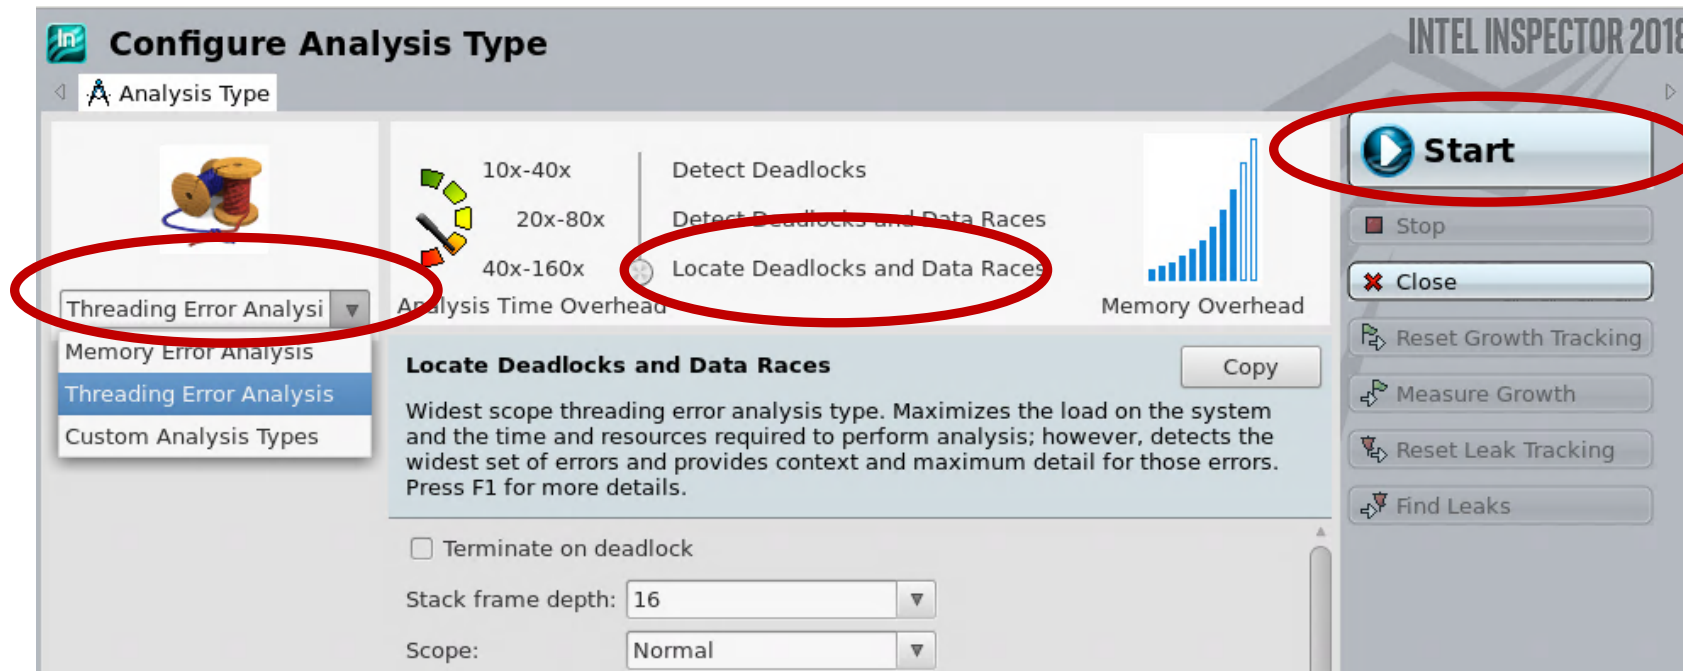 In
Configure Analysis Type
INTEL INSPECTOR 2018
Analysis Type
Threading Error Analysi
Memory Error Analysis
Threading Error Analysis
Custom Analysis Types
10x-40x
20x-80x
40x-160x
Analysis Time Overhead
Detect Deadlocks
Detect Deadlocks and Data Races
Locate Deadlocks and Data Races
Memory Overhead
Locate Deadlocks and Data Races
Copy
Widest scope threading error analysis type. Maximizes the load on the system
and the time and resources required to perform analysis; however, detects the
widest set of errors and provides context and maximum detail for those errors.
Press F1 for more details.
Terminate on deadlock
Stack frame depth: 16
Scope: Normal
Start
Stop
Close
Reset Growth Tracking
Measure Growth
Reset Leak Tracking
Find Leaks